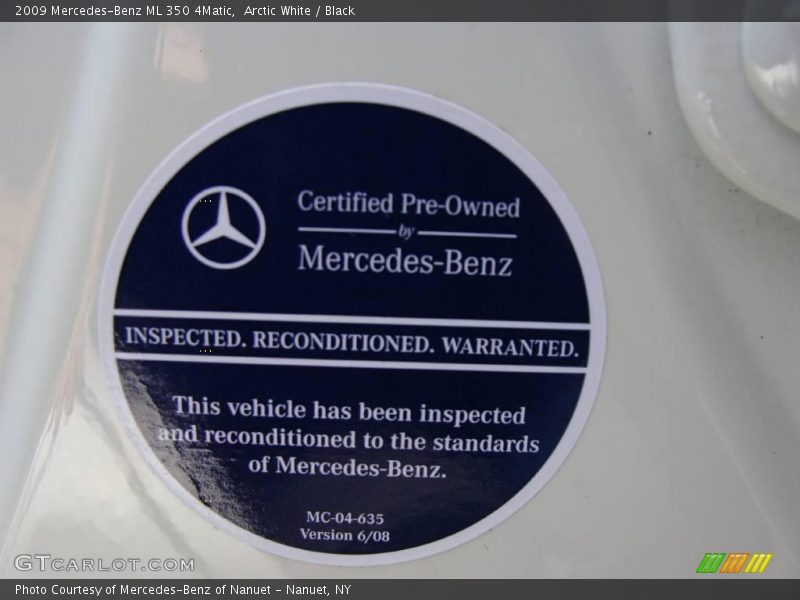 2009 Mercedes-Benz ML 350 4Matic,  Arctic White / Black
Certified Pre-Owned
by
Mercedes-Benz
INSPECTED. RECONDITIONED. WARRANTED.
This vehicle has been inspected
and reconditioned to the standards
of Mercedes-Benz.
MC-04-635
Version 6/08
GTCARLOT.COM
Photo Courtesy of Mercedes-Benz of Nanuet - Nanuet, NY